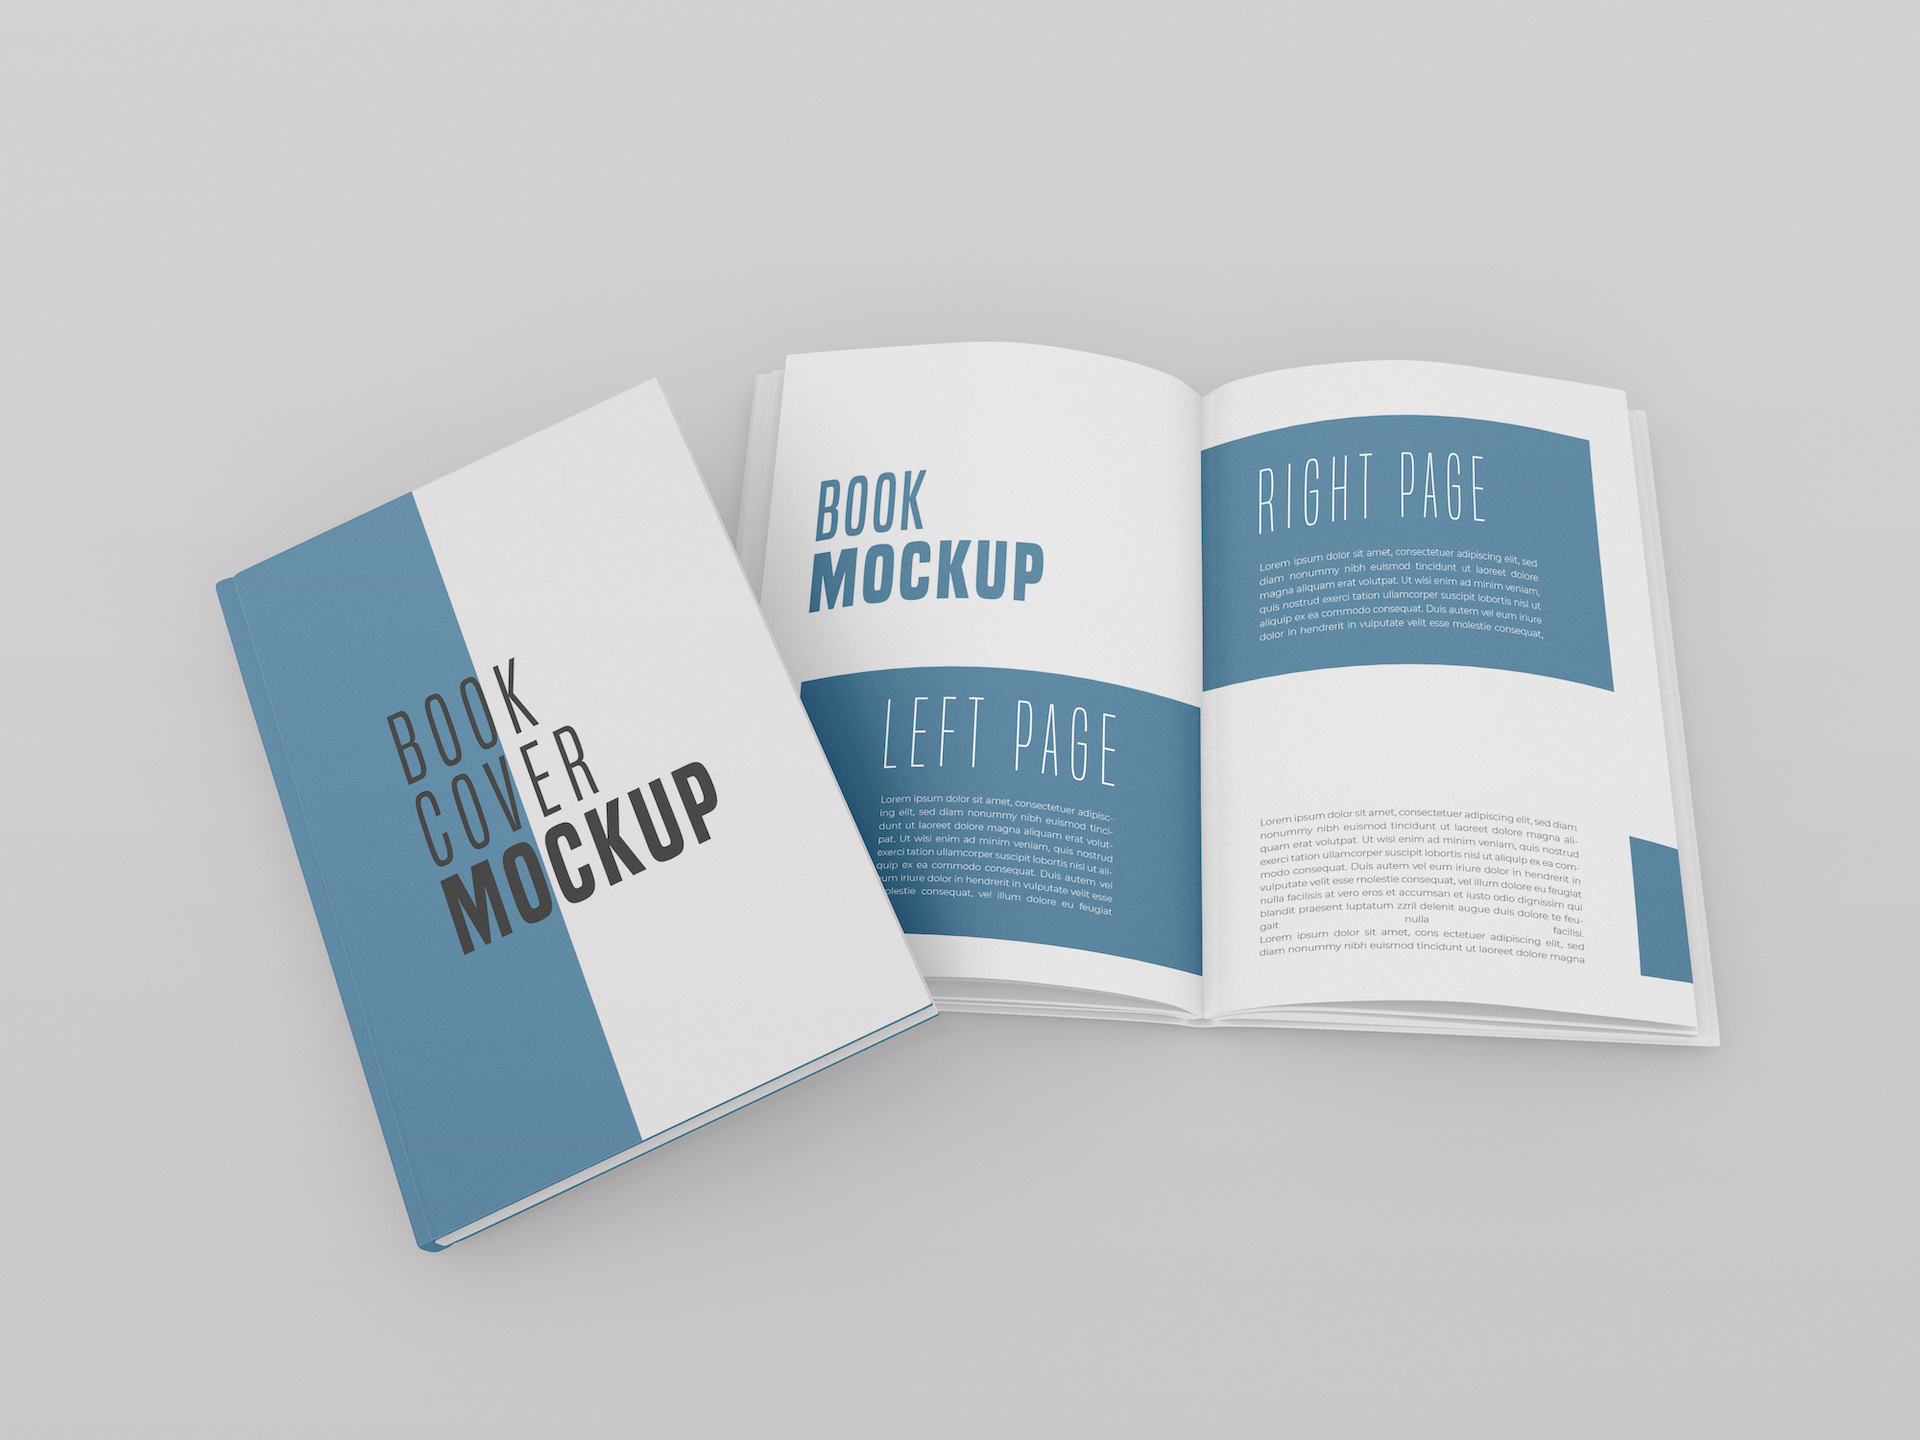 BOOK
COVER
MOCKUP
BOOK
MOCKUP
LEFT PAGE
Lorem ipsum dolor sit amet, consectetuer adipisc-
ing elit, sed diam nonummy nibh euismod tinci-
dunt ut laoreet dolore magna aliquam erat volut-
pat. Ut wisi enim ad minim veniam, quis nostrud
exerci tation ullamcorper suscipit lobortis nisl ut ali-
quip ex ea commodo consequat. Duis autem vel
eum iriure dolor in hendrerit in vulputate velit esse
molestie consequat, vel illum dolore eu feugiat
RIGHT PAGE
Lorem ipsum dolor sit amet, consectetuer adipiscing elit, sed
diam nonummy nibh euismod tincidunt ut laoreet dolore
magna aliquam erat volutpat. Ut wisi enim ad minim veniam,
quis nostrud exerci tation ullamcorper suscipit lobortis nisl ut
aliquip ex ea commodo consequat. Duis autem vel eum iriure
dolor in hendrerit in vulputate velit esse molestie consequat,
Lorem ipsum dolor sit amet, consectetuer adipiscing elit, sed diam
nonummy nibh euismod tincidunt ut laoreet dolore magna ali-
quam erat volutpat. Ut wisi enim ad minim veniam, quis nostrud
exerci tation ullamcorper suscipit lobortis nisl ut aliquip ex ea com-
modo consequat. Duis autem vel eum iriure dolor in hendrerit in
vulputate velit esse molestie consequat, vel illum dolore eu feugiat
nulla facilisis at vero eros et accumsan et iusto odio dignissim qui
blandit praesent luptatum zzril delenit augue duis dolore te feu-
gait nulla facilisi.
Lorem ipsum dolor sit amet, cons ectetuer adipiscing elit, sed
diam nonummy nibh euismod tincidunt ut laoreet dolore magna